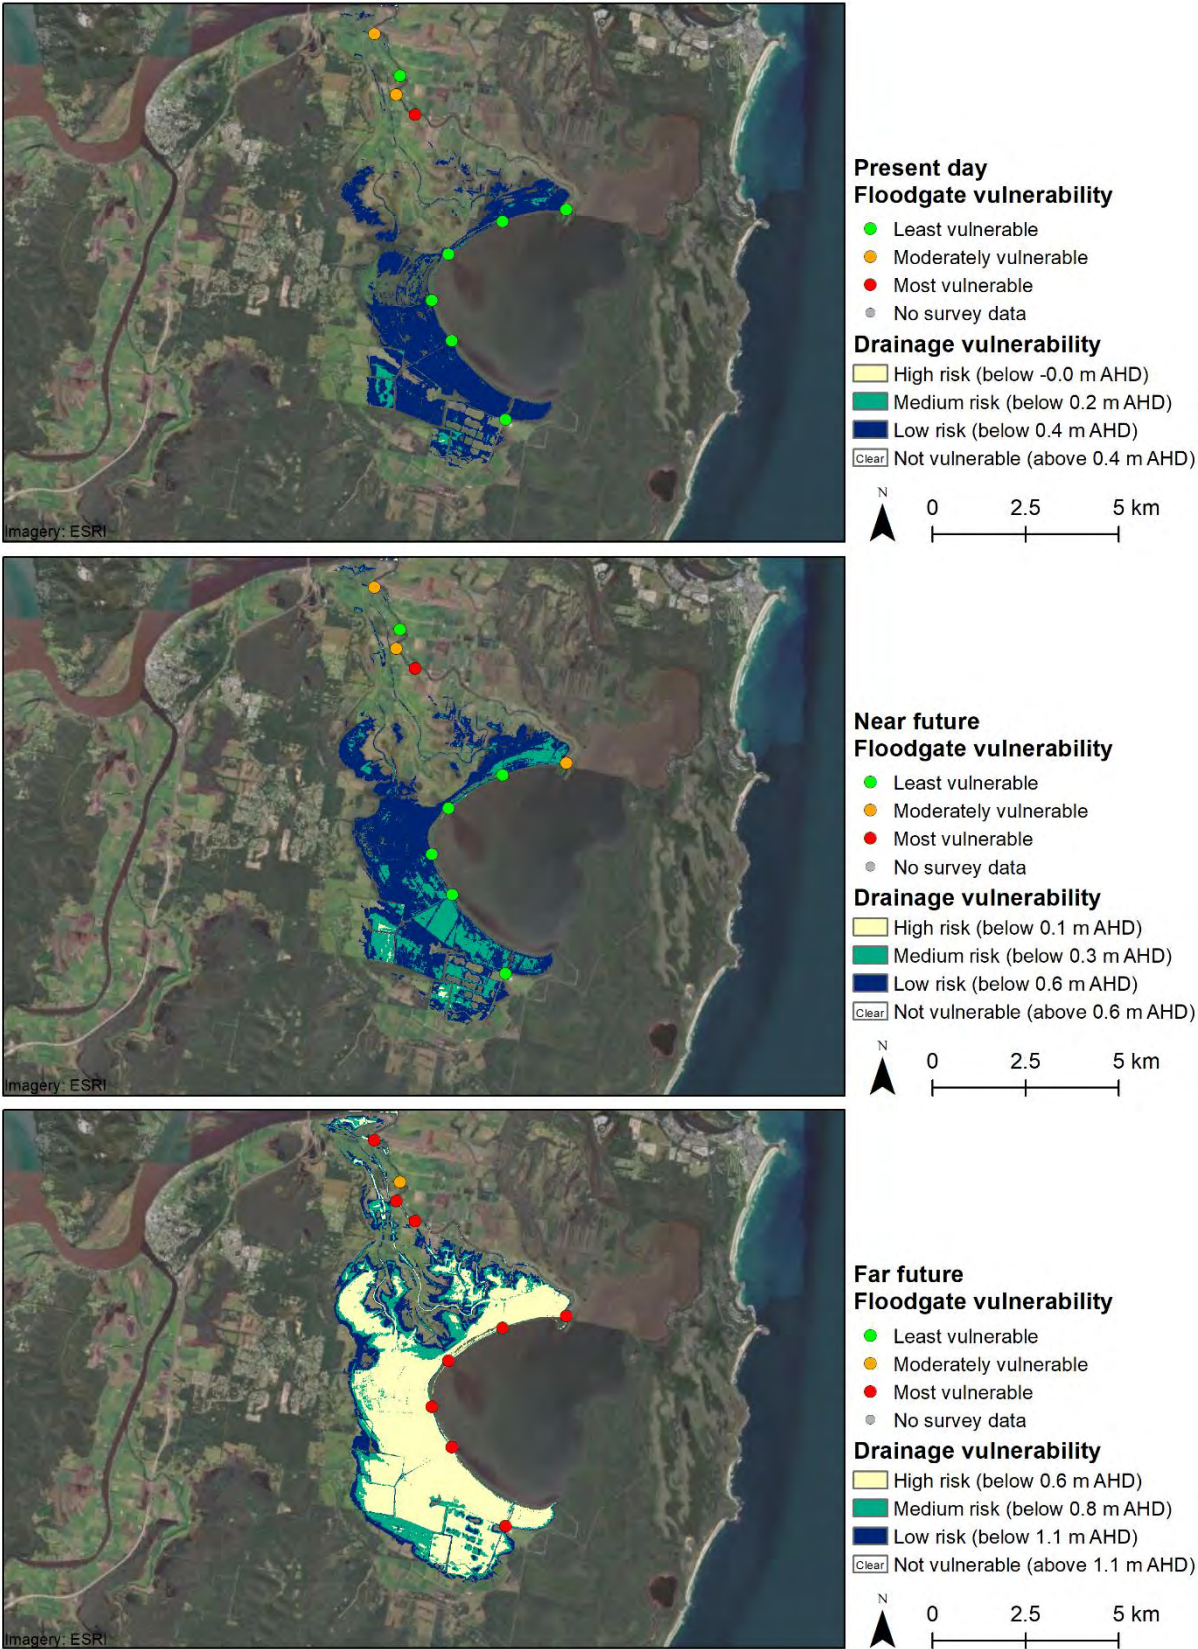 Present day
Floodgate vulnerability
Least vulnerable
Moderately vulnerable
Most vulnerable
No survey data
Drainage vulnerability
High risk (below -0.0 m AHD)
Medium risk (below 0.2 m AHD)
Low risk (below 0.4 m AHD)
Clear Not vulnerable (above 0.4 m AHD)
N
0 2.5 5 km
Imagery: ESRI
Near future
Floodgate vulnerability
Least vulnerable
Moderately vulnerable
Most vulnerable
No survey data
Drainage vulnerability
High risk (below 0.1 m AHD)
Medium risk (below 0.3 m AHD)
Low risk (below 0.6 m AHD)
Clear Not vulnerable (above 0.6 m AHD)
N
0 2.5 5 km
Imagery: ESRI
Far future
Floodgate vulnerability
Least vulnerable
Moderately vulnerable
Most vulnerable
No survey data
Drainage vulnerability
High risk (below 0.6 m AHD)
Medium risk (below 0.8 m AHD)
Low risk (below 1.1 m AHD)
Clear Not vulnerable (above 1.1 m AHD)
N
0 2.5 5 km
Imagery: ESRI